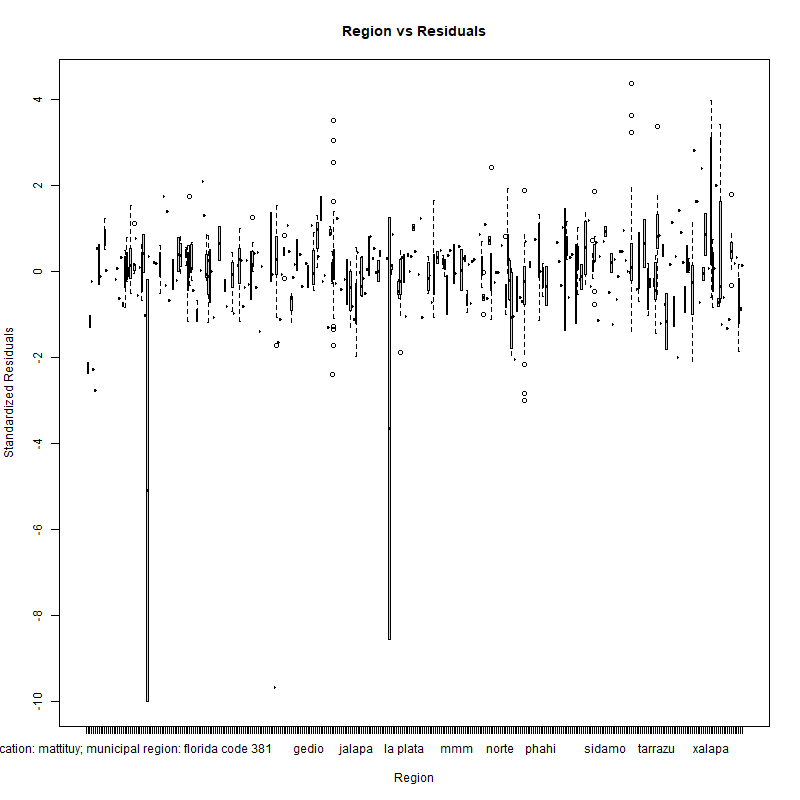 Region vs Residuals
Standardized Residuals
4
2
0
-2
-4
-6
-8
-10
cation: mattituy; municipal region: florida code 381 gedio jalapa la plata mmm norte phahi sidamo tarrazu xalapa
Region